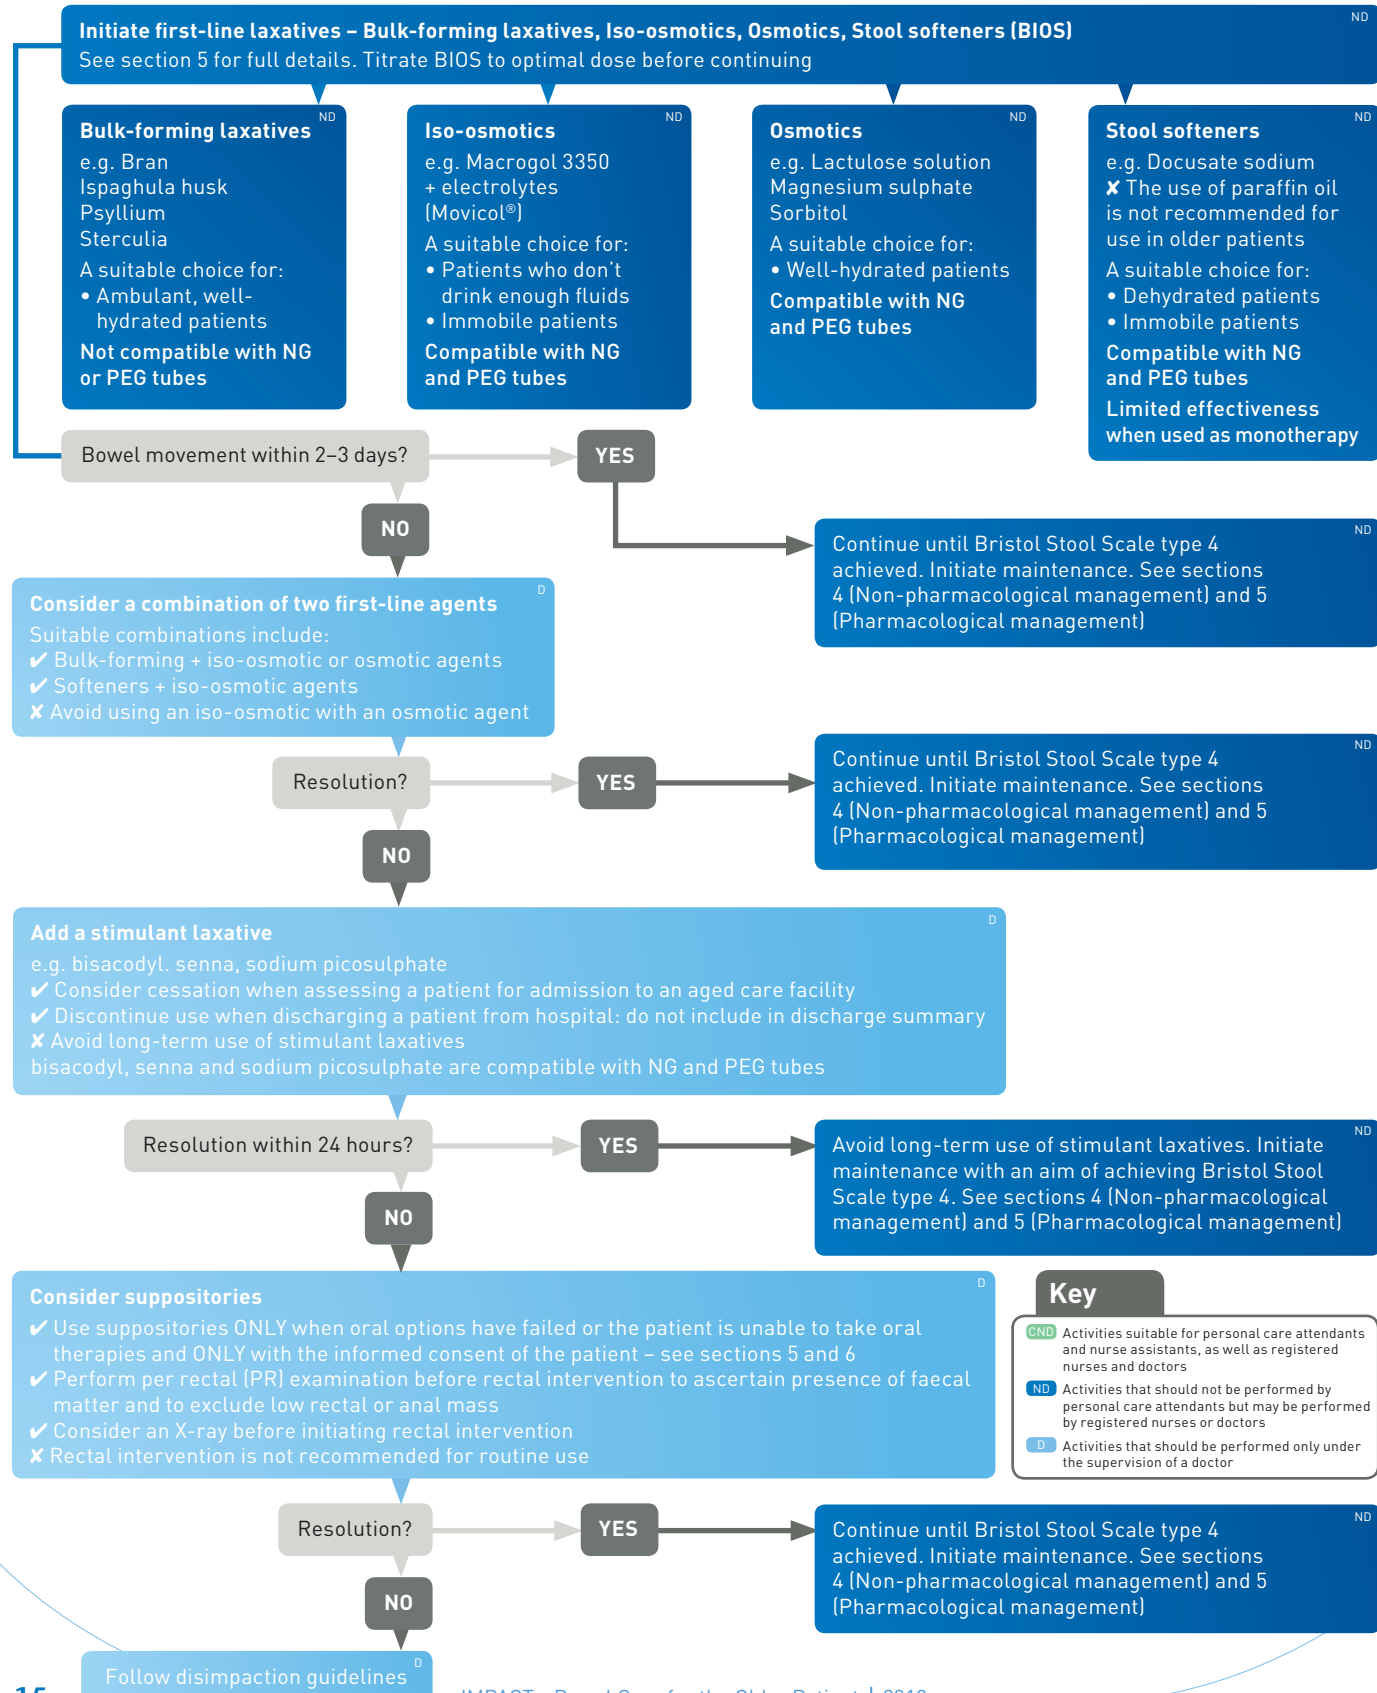 ND
Initiate first-line laxatives – Bulk-forming laxatives, Iso-osmotics, Osmotics, Stool softeners (BIOS)
See section 5 for full details. Titrate BIOS to optimal dose before continuing
ND
Bulk-forming laxatives
e.g. Bran
Ispaghula husk
Psyllium
Sterculia
A suitable choice for:
• Ambulant, well-
hydrated patients
Not compatible with NG
or PEG tubes
ND
Iso-osmotics
e.g. Macrogol 3350
+ electrolytes
(Movicol®)
A suitable choice for:
• Patients who don't
drink enough fluids
• Immobile patients
Compatible with NG
and PEG tubes
ND
Osmotics
e.g. Lactulose solution
Magnesium sulphate
Sorbitol
A suitable choice for:
• Well-hydrated patients
Compatible with NG
and PEG tubes
ND
Stool softeners
e.g. Docusate sodium
✘ The use of paraffin oil
is not recommended for
use in older patients
A suitable choice for:
• Dehydrated patients
• Immobile patients
Compatible with NG
and PEG tubes
Limited effectiveness
when used as monotherapy
Bowel movement within 2–3 days?
YES
NO
ND
Continue until Bristol Stool Scale type 4
achieved. Initiate maintenance. See sections
4 (Non-pharmacological management) and 5
(Pharmacological management)
D
Consider a combination of two first-line agents
Suitable combinations include:
✔ Bulk-forming + iso-osmotic or osmotic agents
✔ Softeners + iso-osmotic agents
✘ Avoid using an iso-osmotic with an osmotic agent
Resolution?
YES
NO
ND
Continue until Bristol Stool Scale type 4
achieved. Initiate maintenance. See sections
4 (Non-pharmacological management) and 5
(Pharmacological management)
D
Add a stimulant laxative
e.g. bisacodyl. senna, sodium picosulphate
✔ Consider cessation when assessing a patient for admission to an aged care facility
✔ Discontinue use when discharging a patient from hospital: do not include in discharge summary
✘ Avoid long-term use of stimulant laxatives
bisacodyl, senna and sodium picosulphate are compatible with NG and PEG tubes
Resolution within 24 hours?
YES
NO
ND
Avoid long-term use of stimulant laxatives. Initiate
maintenance with an aim of achieving Bristol Stool
Scale type 4. See sections 4 (Non-pharmacological
management) and 5 (Pharmacological management)
D
Consider suppositories
✔ Use suppositories ONLY when oral options have failed or the patient is unable to take oral
therapies and ONLY with the informed consent of the patient – see sections 5 and 6
✔ Perform per rectal (PR) examination before rectal intervention to ascertain presence of faecal
matter and to exclude low rectal or anal mass
✔ Consider an X-ray before initiating rectal intervention
✘ Rectal intervention is not recommended for routine use
Key
CND Activities suitable for personal care attendants
and nurse assistants, as well as registered
nurses and doctors
ND Activities that should not be performed by
personal care attendants but may be performed
by registered nurses or doctors
D Activities that should be performed only under
the supervision of a doctor
Resolution?
YES
NO
ND
Continue until Bristol Stool Scale type 4
achieved. Initiate maintenance. See sections
4 (Non-pharmacological management) and 5
(Pharmacological management)
D
Follow disimpaction guidelines